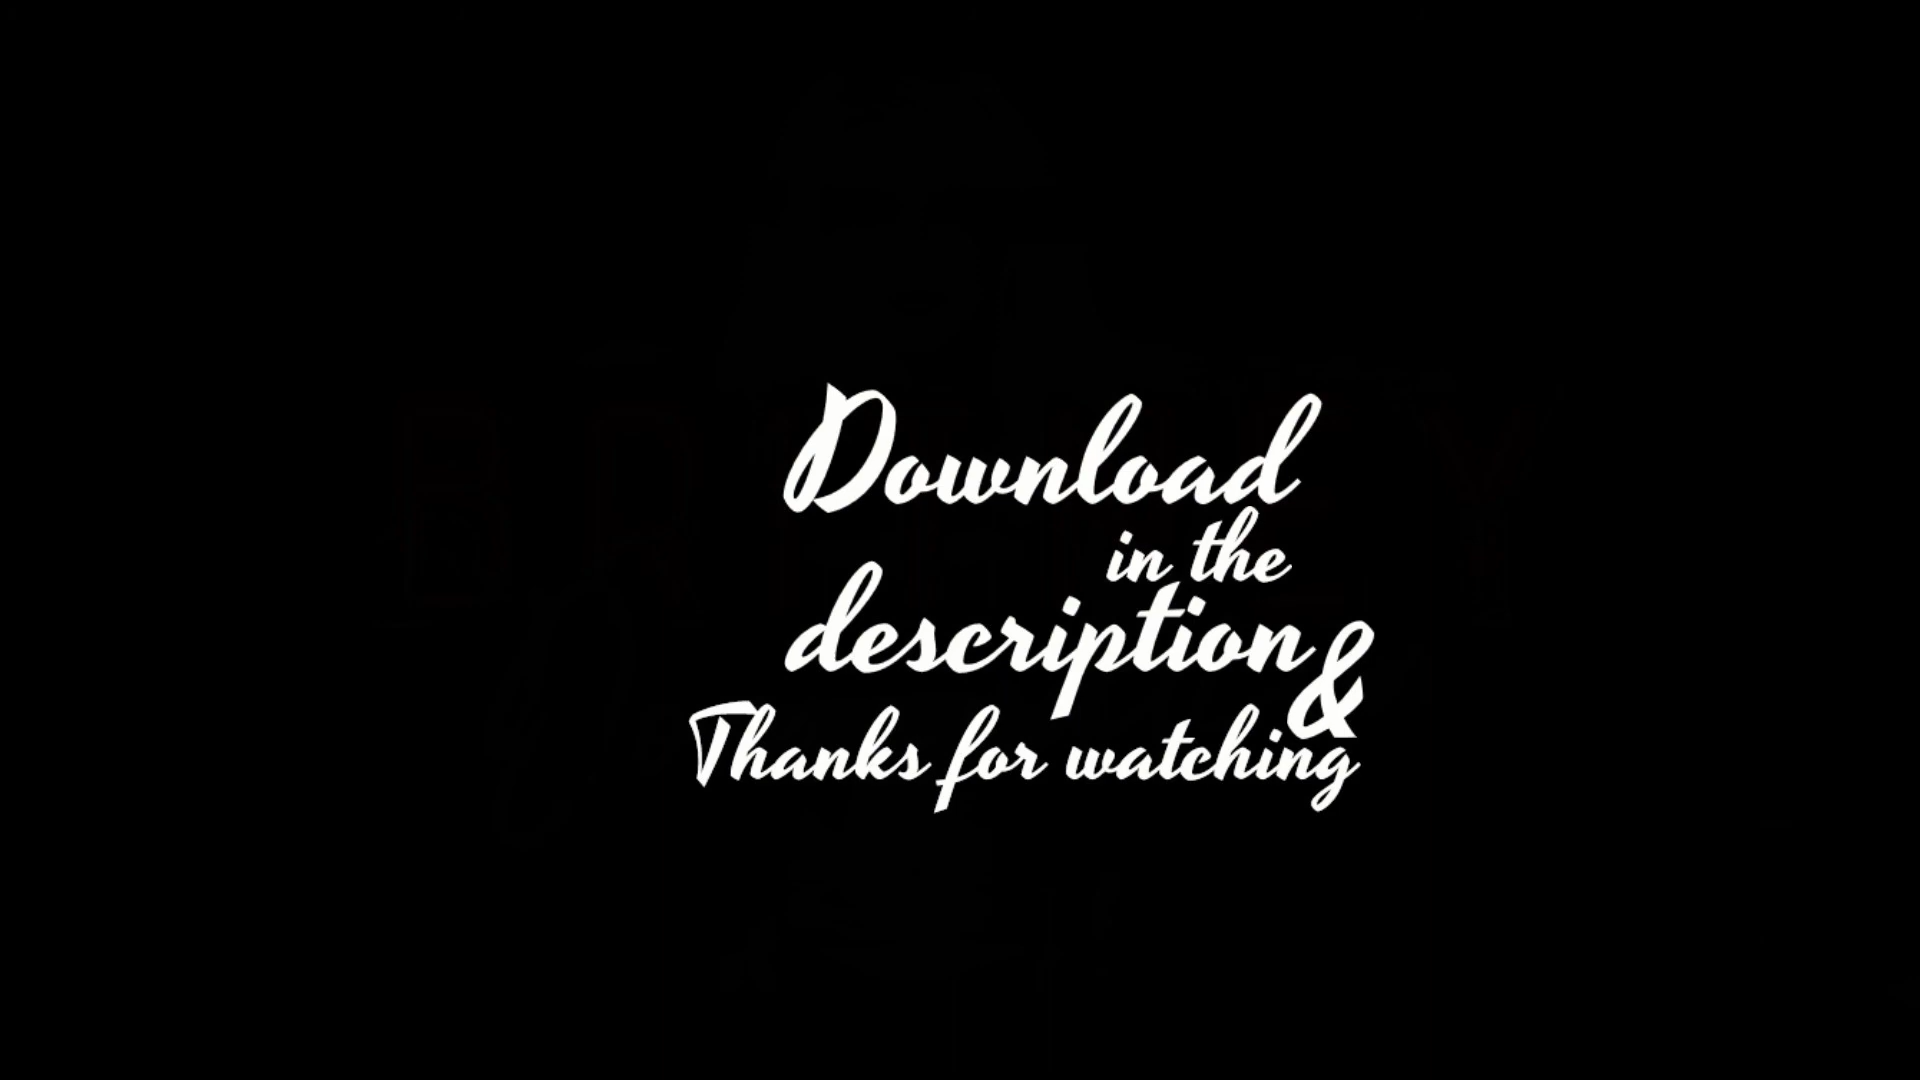 Download
in the
description &
Thanks for watching